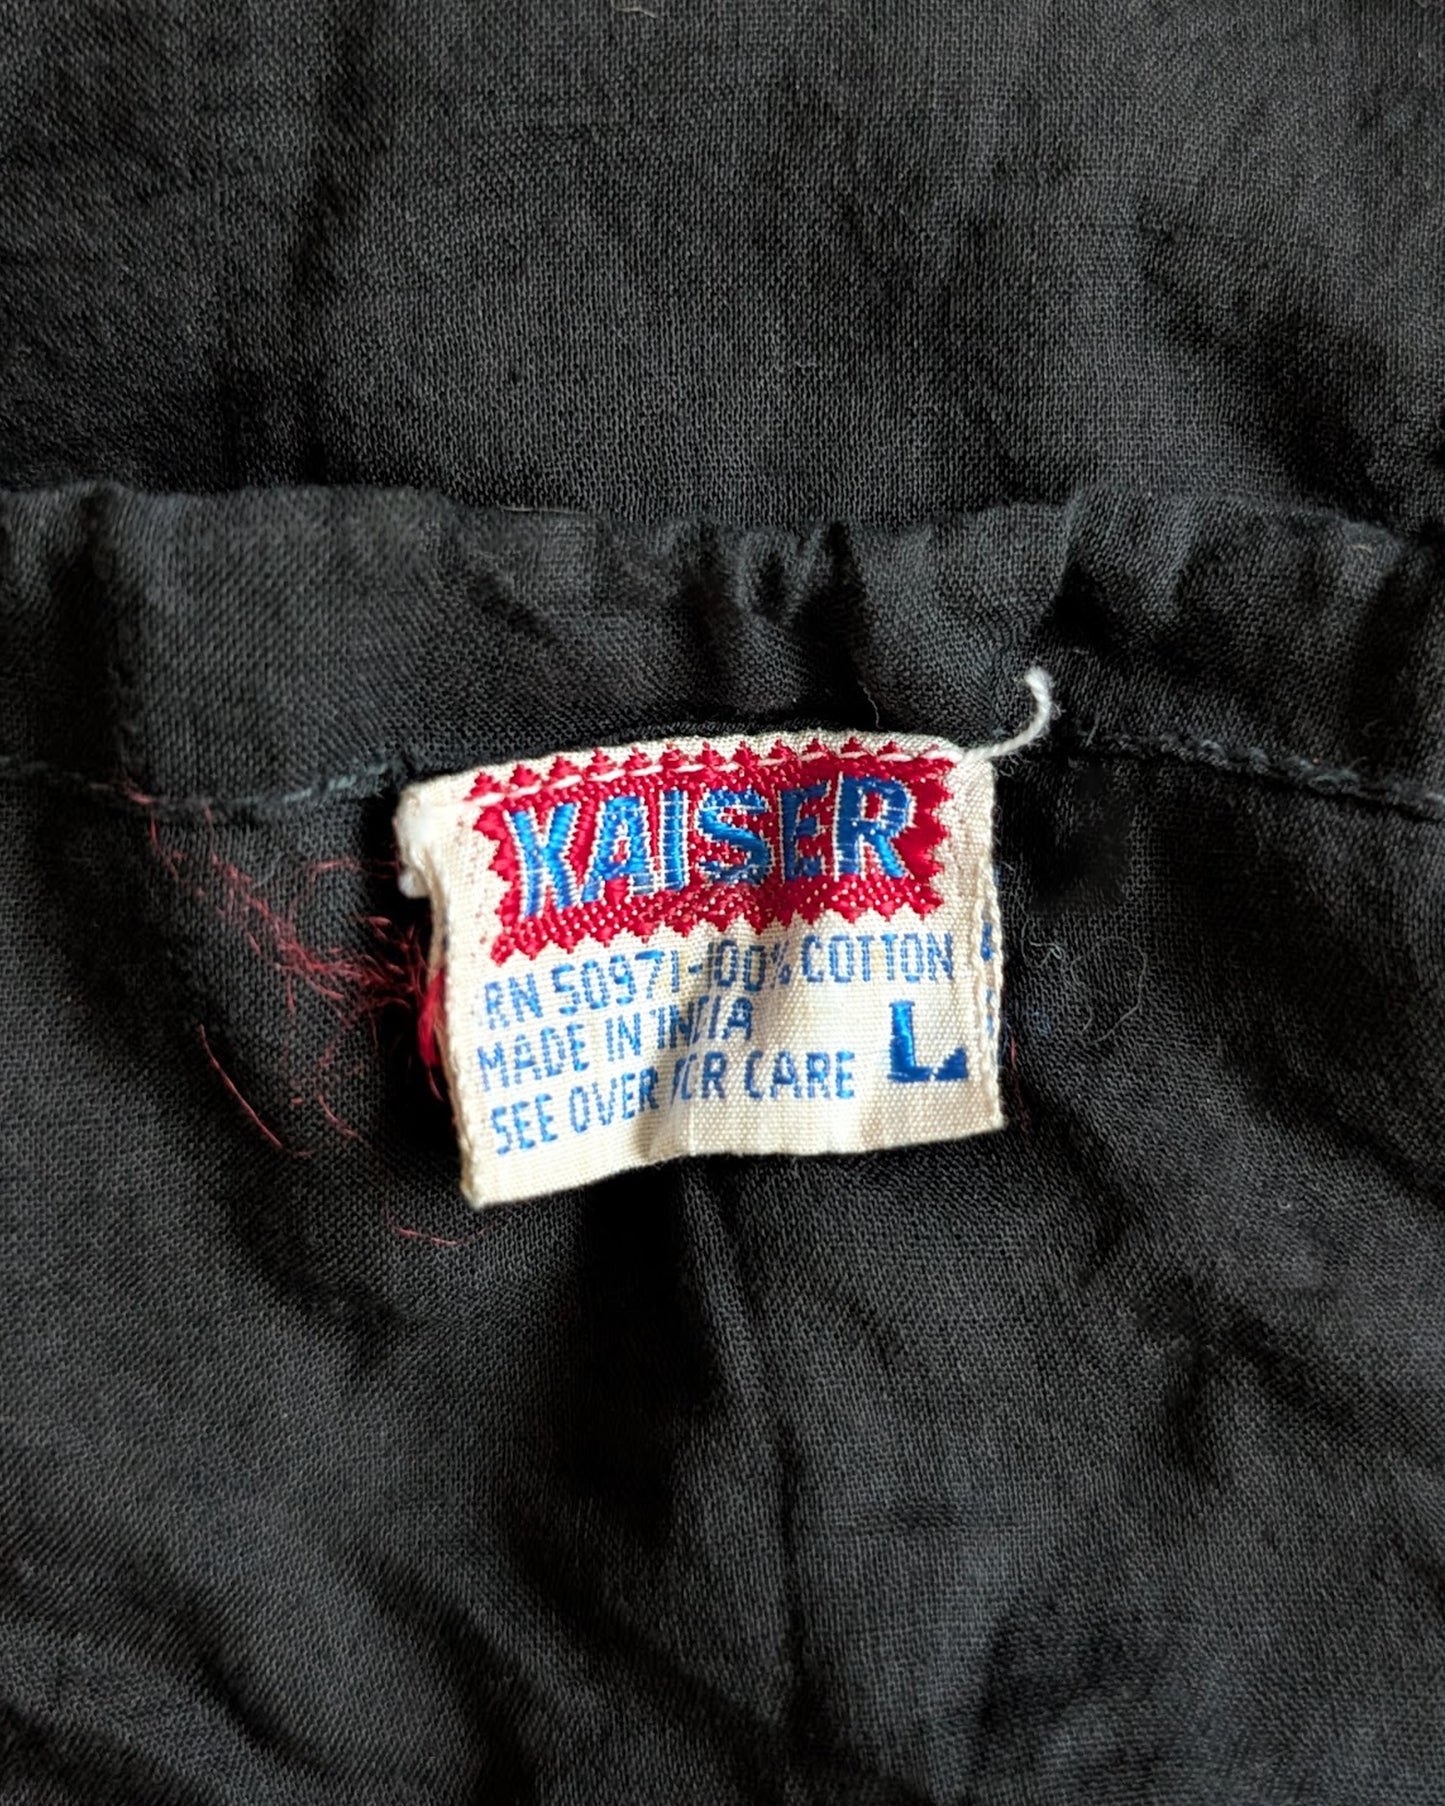 KAISER
RN 50971-100% COTTON
MADE IN INDIA
SEE OVER FOR CARE
L